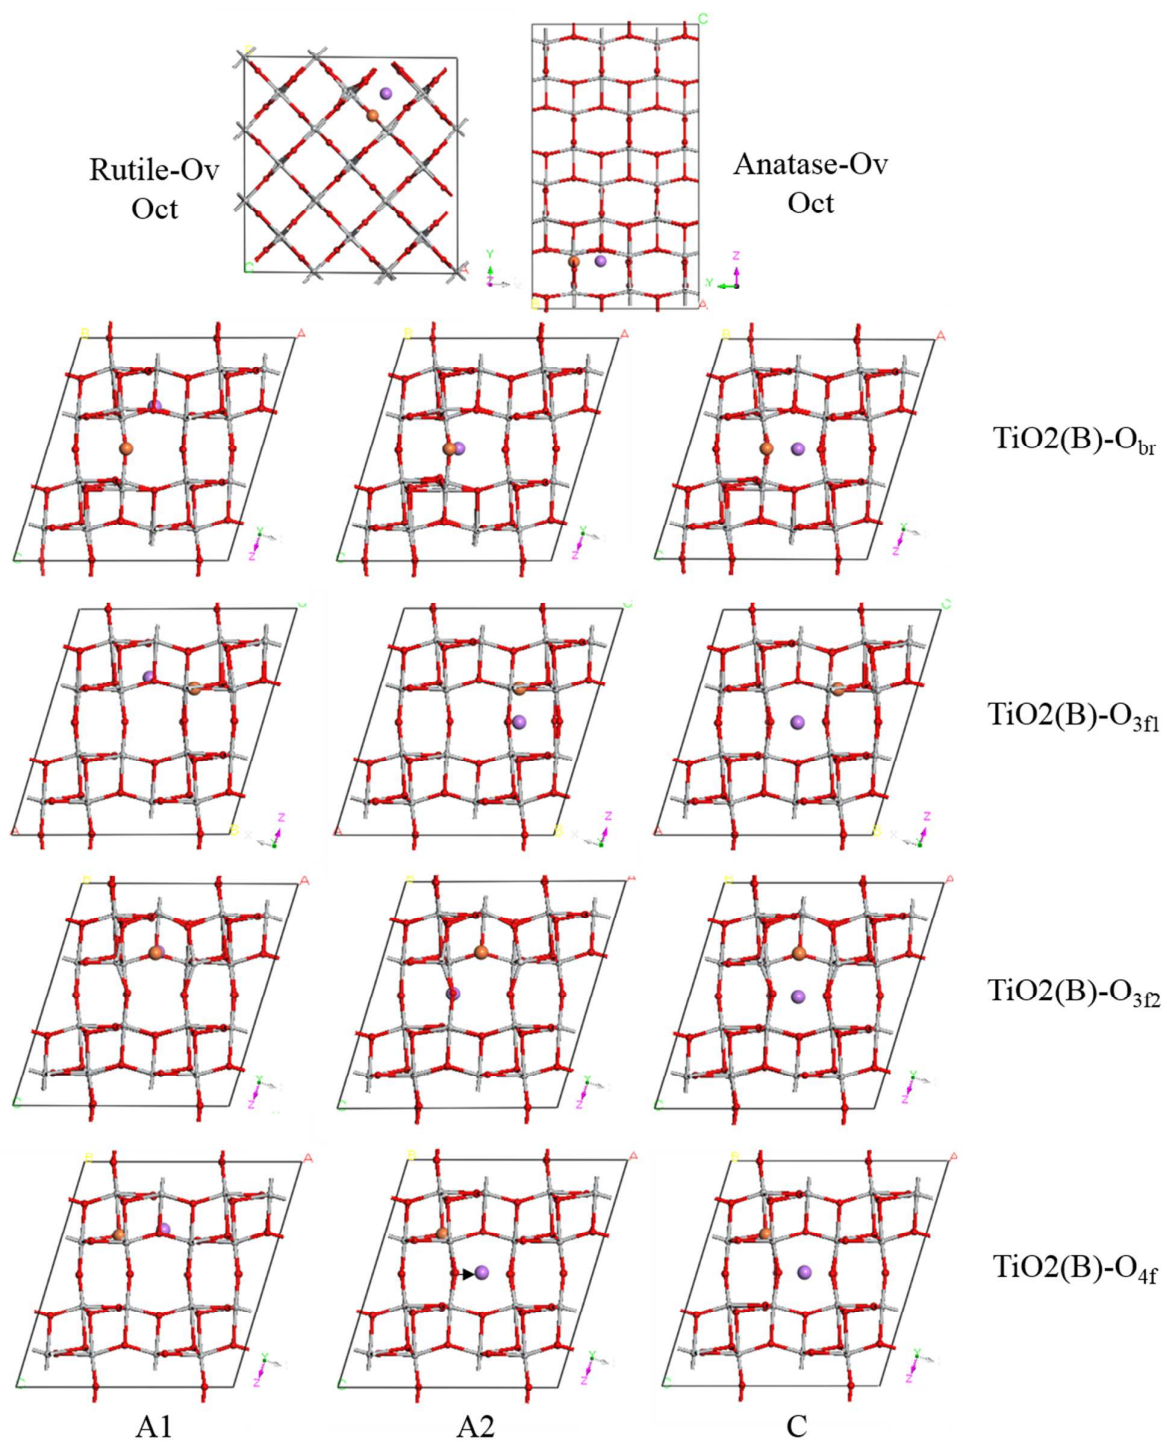 Rutile-Ov
Oct
Anatase-Ov
Oct
TiO2(B)-Obr
TiO2(B)-O3f1
TiO2(B)-O3f2
TiO2(B)-O4f
A1
A2
C